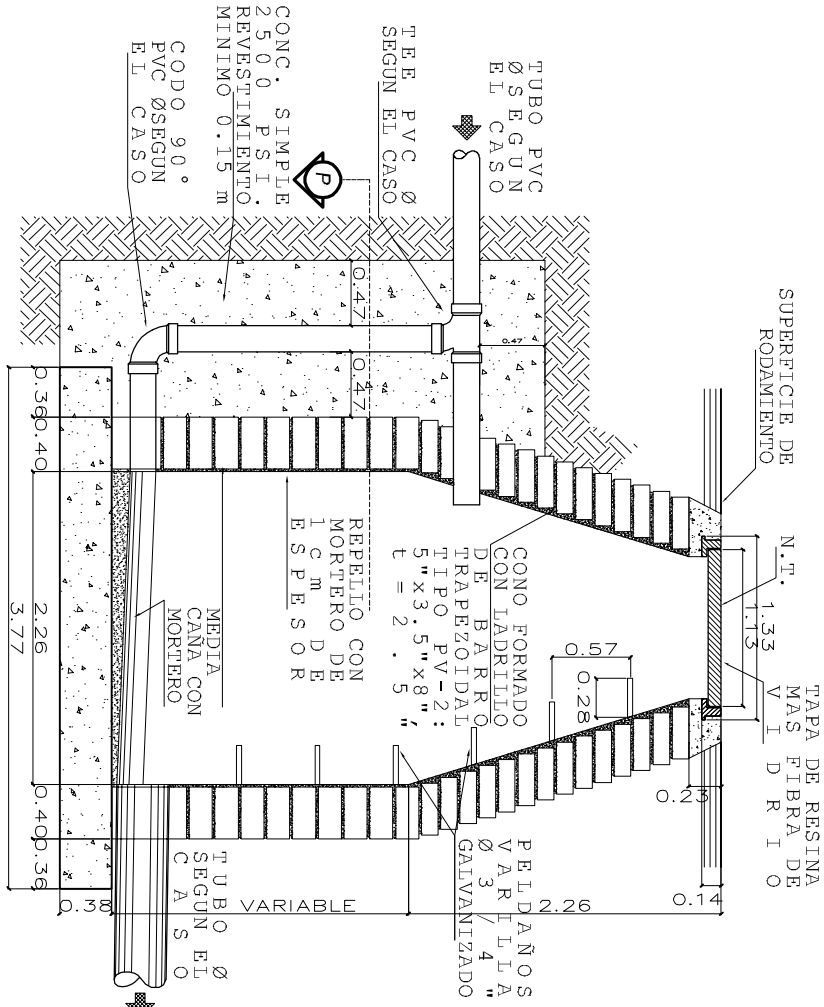 TAPA DE RESINA
MAS FIBRA DE
VIDRIO
N.T.
SUPERFICIE DE
RODAMIENTO
1.33
1.13
0.23
0.14
TUBO PVC
Ø SEGUN
EL CASO
TEE PVC Ø
SEGUN EL CASO
CONC. SIMPLE
2500 PSI.
REVESTIMIENTO
MINIMO 0.15 m
CODO 90°
PVC ØSEGUN
EL CASO
P
0.47
0.47
0.47
0.57
0.28
CONO FORMADO
CON LADRILLO
DE BARRO
TRAPEZOIDAL
TIPO PV-2:
5"x3.5"x8",
t = 2.5"
REPELLO CON
MORTERO DE
1cm DE
ESPESOR
MEDIA
CAÑA CON
MORTERO
PELDAÑOS
VARILLA
Ø 3/4"
GALVANIZADO
TUBO Ø
SEGUN EL
CASO
2.26
VARIABLE
0.38
0.36
0.40
2.26
0.40
0.36
3.77